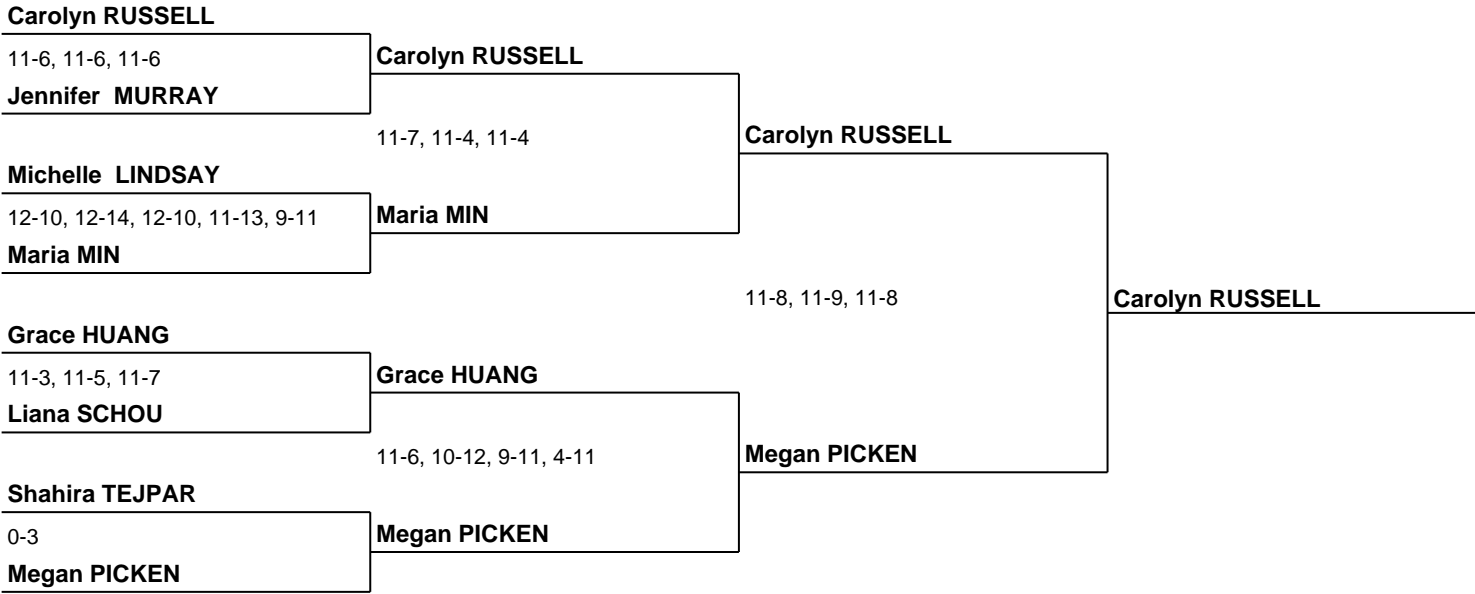 Carolyn RUSSELL
11-6, 11-6, 11-6
Carolyn RUSSELL
Jennifer  MURRAY
11-7, 11-4, 11-4
Carolyn RUSSELL
Michelle  LINDSAY
12-10, 12-14, 12-10, 11-13, 9-11
Maria MIN
Maria MIN
11-8, 11-9, 11-8
Carolyn RUSSELL
Grace HUANG
11-3, 11-5, 11-7
Grace HUANG
Liana SCHOU
11-6, 10-12, 9-11, 4-11
Megan PICKEN
Shahira TEJPAR
0-3
Megan PICKEN
Megan PICKEN